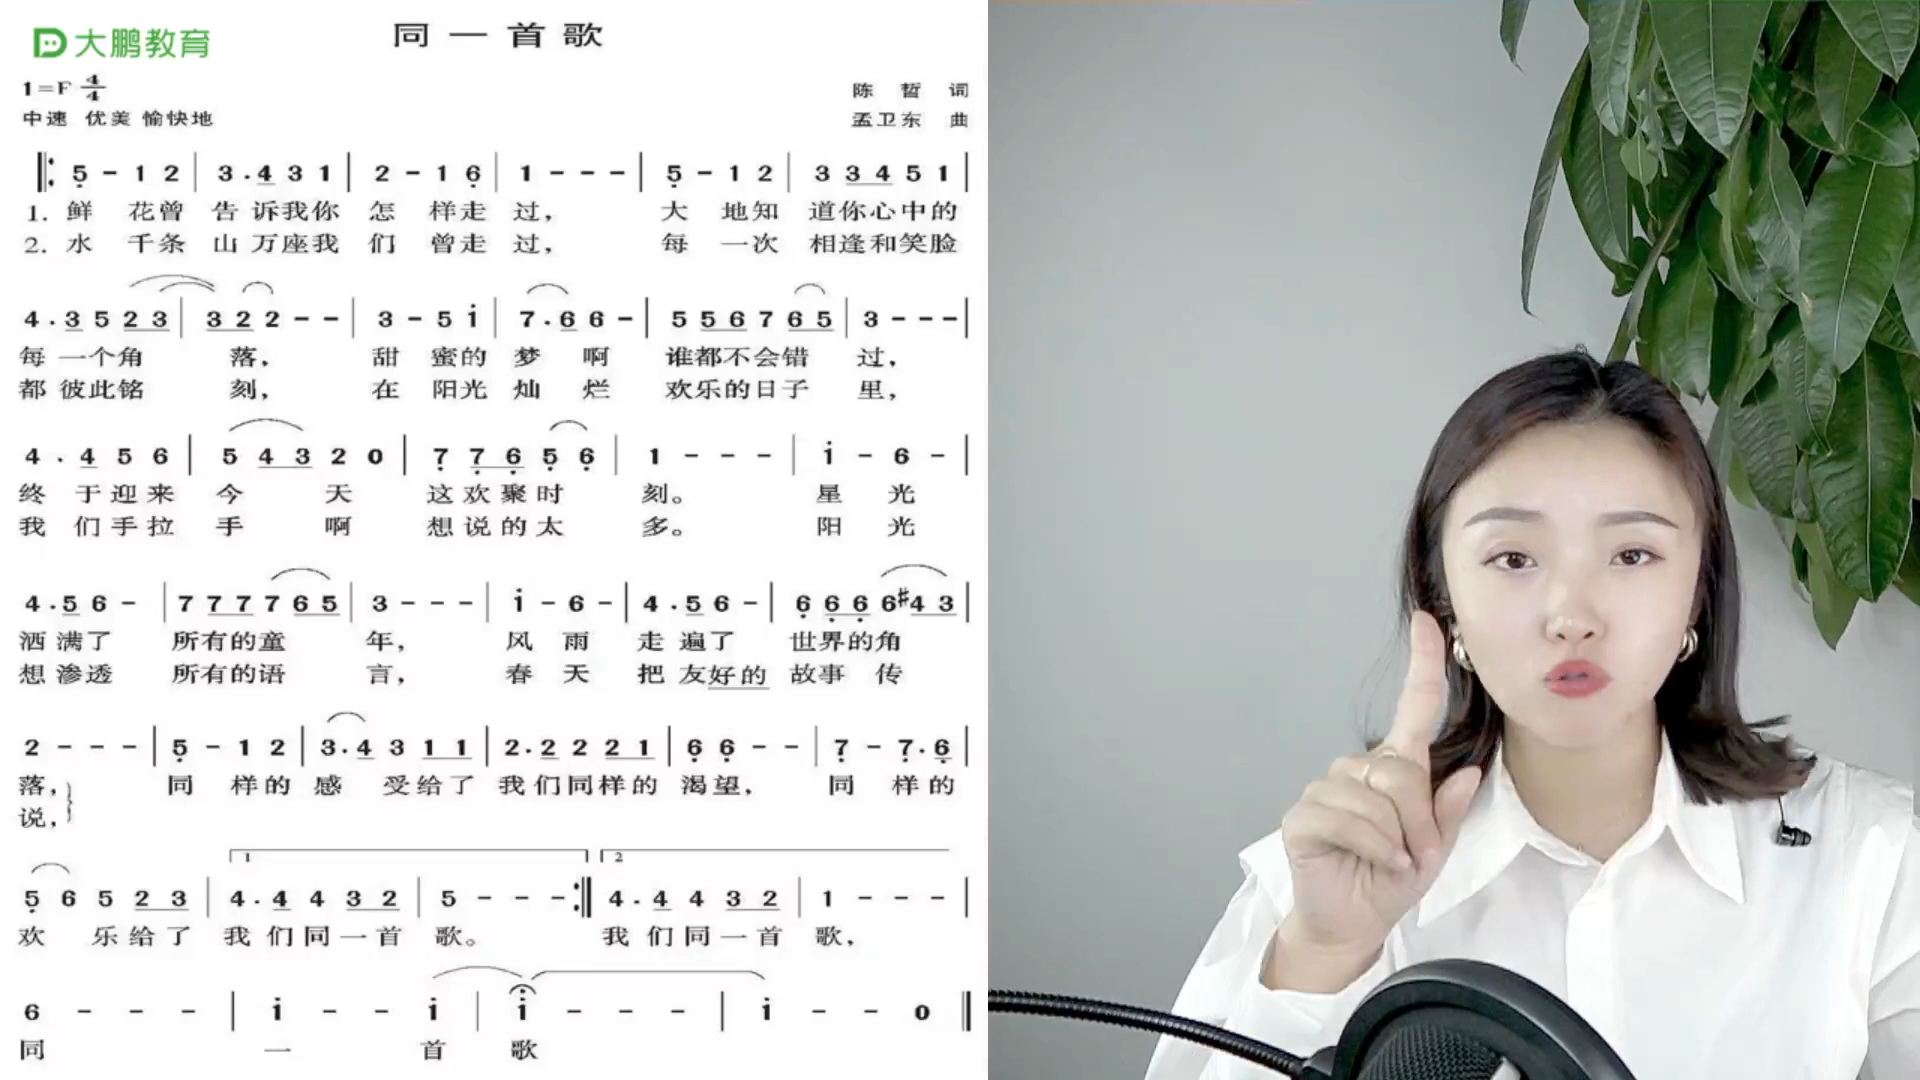 大鹏教育
同一首歌
1=F 4/4
陈 哲 词
中速 优美 愉快地
孟卫东 曲
5 - 1 2 | 3 . 4 3 1 | 2 - 1 6 | 1 - - - | 5 - 1 2 | 3 3 4 5 1 |
1. 鲜 花曾 告 诉我你 怎 样走 过, 大 地知 道你心中的
2. 水 千条 山 万座我 们 曾走 过, 每 一次 相逢和笑脸
4 . 3 5 2 3 | 3 2 2 - - | 3 - 5 i | 7 . 6 6 - | 5 5 6 7 6 5 | 3 - - - |
每 一个角 落, 甜 蜜的 梦 啊 谁都不会错 过,
都 彼此铭 刻, 在 阳光 灿 烂 欢乐的日子 里,
4 . 4 5 6 | 5 4 3 2 0 | 7 7 6 5 6 | 1 - - - | i - 6 - |
终 于迎来 今 天 这欢聚时 刻。 星 光
我 们手拉 手 啊 想说的太 多。 阳 光
4 . 5 6 - | 7 7 7 7 6 5 | 3 - - - | i - 6 - | 4 . 5 6 - | 6 6 6 6 #4 3 |
洒满了 所有的童 年, 风 雨 走 遍了 世界的角
想渗透 所有的语 言, 春 天 把 友好的 故事 传
2 - - - | 5 - 1 2 | 3 . 4 3 1 1 | 2 . 2 2 2 1 | 6 6 - - | 7 - 7 . 6 |
落, 同 样的 感 受给了 我们同样的 渴望, 同 样的
说,
1 2
5 6 5 2 3 | 4 . 4 4 3 2 | 5 - - - :| 4 . 4 4 3 2 | 1 - - - |
欢 乐给了 我 们同一首 歌。 我 们同一首 歌,
6 - - - | i - - i | i - - - | i - - 0 ‖
同 一 首 歌